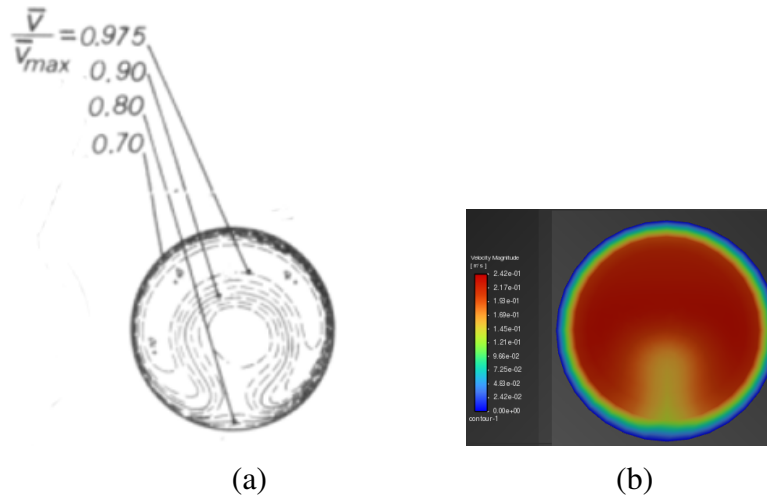 V̅/V̅max = 0.975
0.90
0.80
0.70
Velocity Magnitude
[m/s]
2.42e-01
2.17e-01
1.93e-01
1.69e-01
1.45e-01
1.21e-01
9.66e-02
7.25e-02
4.83e-02
2.42e-02
0.00e+00
contour-1
(a)
(b)